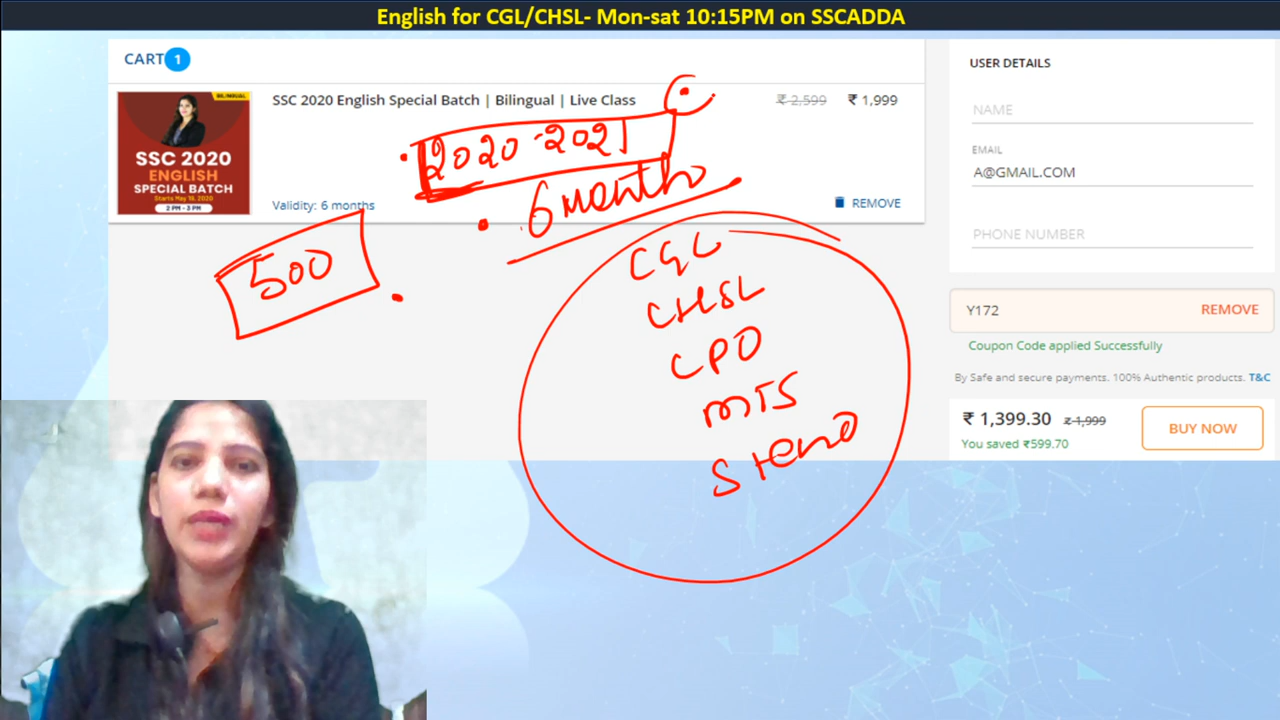 English for CGL/CHSL- Mon-sat 10:15PM on SSCADDA
CART 1
USER DETAILS
SSC 2020 English Special Batch | Bilingual | Live Class
₹ 2,599 ₹ 1,999
NAME
BILINGUAL
SSC 2020
ENGLISH
SPECIAL BATCH
Starts May 19, 2020
2 PM - 3 PM
2020-2021
EMAIL
A@GMAIL.COM
6 month
Validity: 6 months
REMOVE
PHONE NUMBER
500
CGL
CHSL
CPO
MTS
Steno
Y172 REMOVE
Coupon Code applied Successfully
By Safe and secure payments. 100% Authentic products. T&C
₹ 1,399.30 ₹ 1,999
You saved ₹599.70
BUY NOW